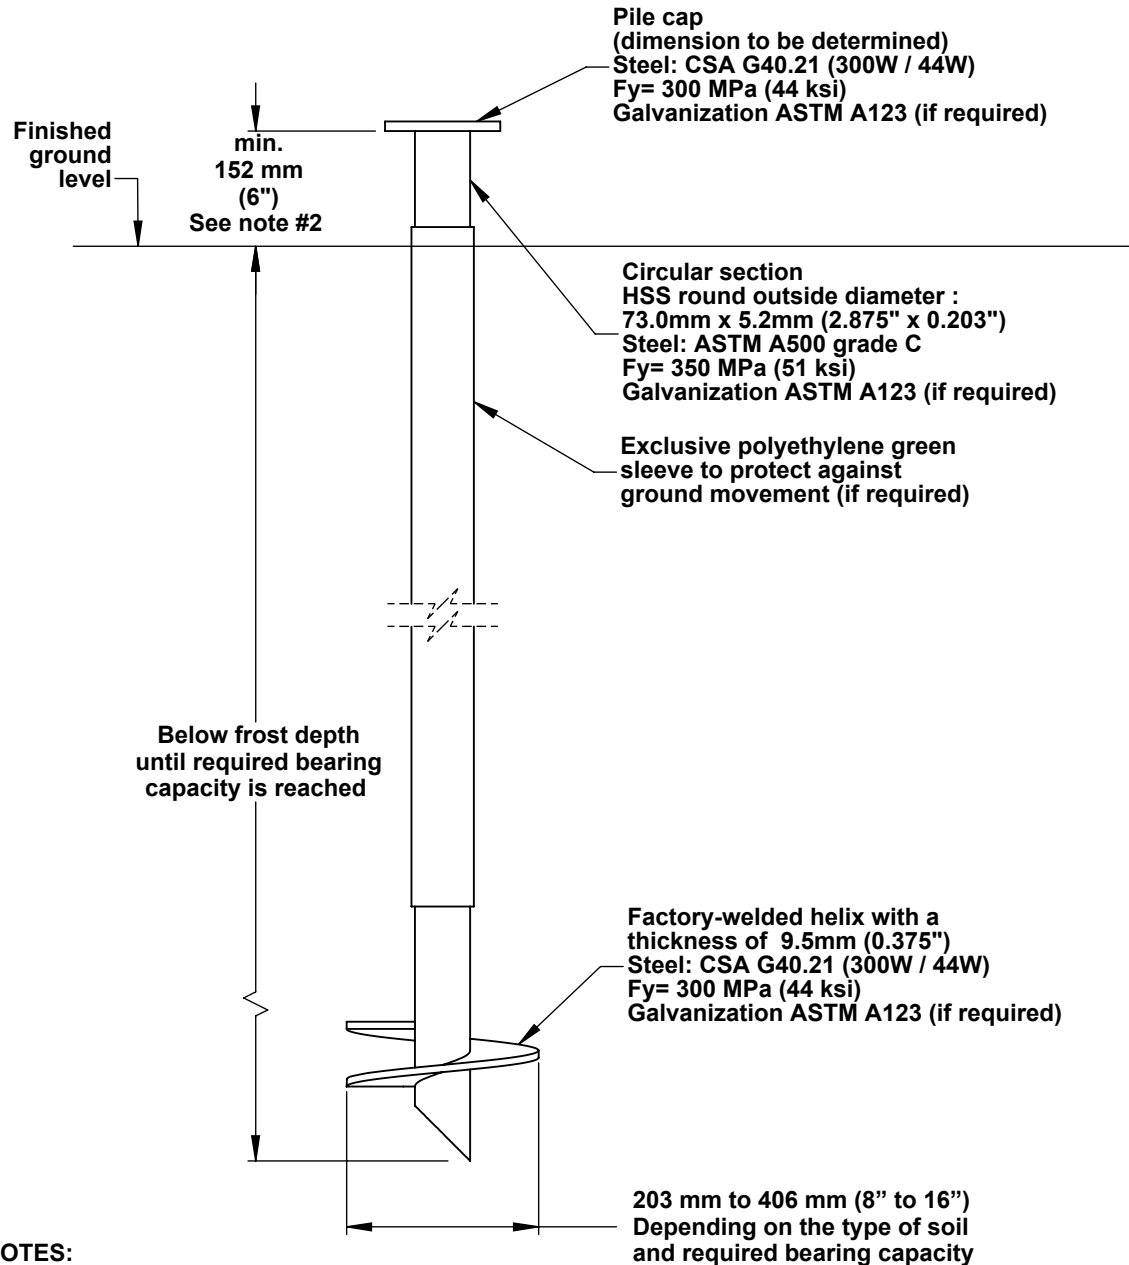 Pile cap
(dimension to be determined)
Steel: CSA G40.21 (300W / 44W)
Fy= 300 MPa (44 ksi)
Galvanization ASTM A123 (if required)
Finished
ground
level
min.
152 mm
(6")
See note #2
Circular section
HSS round outside diameter :
73.0mm x 5.2mm (2.875" x 0.203")
Steel: ASTM A500 grade C
Fy= 350 MPa (51 ksi)
Galvanization ASTM A123 (if required)
Exclusive polyethylene green
sleeve to protect against
ground movement (if required)
Below frost depth
until required bearing
capacity is reached
Factory-welded helix with a
thickness of  9.5mm (0.375")
Steel: CSA G40.21 (300W / 44W)
Fy= 300 MPa (44 ksi)
Galvanization ASTM A123 (if required)
203 mm to 406 mm (8” to 16”)
Depending on the type of soil
and required bearing capacity
OTES: